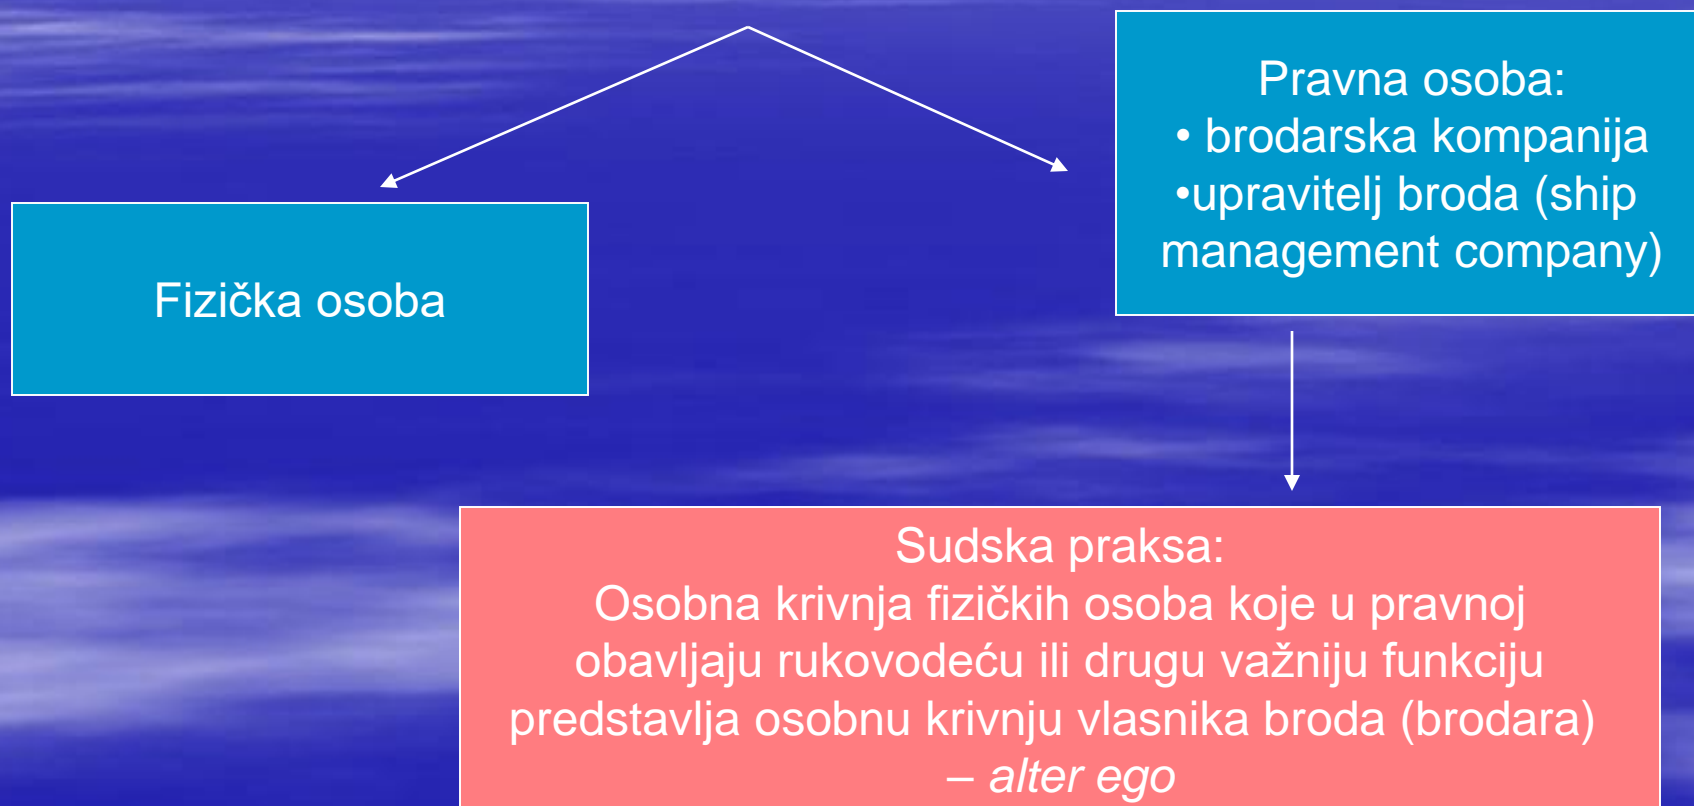 Pravna osoba:
• brodarska kompanija
•upravitelj broda (ship
management company)
Fizička osoba
Sudska praksa:
Osobna krivnja fizičkih osoba koje u pravnoj
obavljaju rukovodeću ili drugu važniju funkciju
predstavlja osobnu krivnju vlasnika broda (brodara)
– alter ego